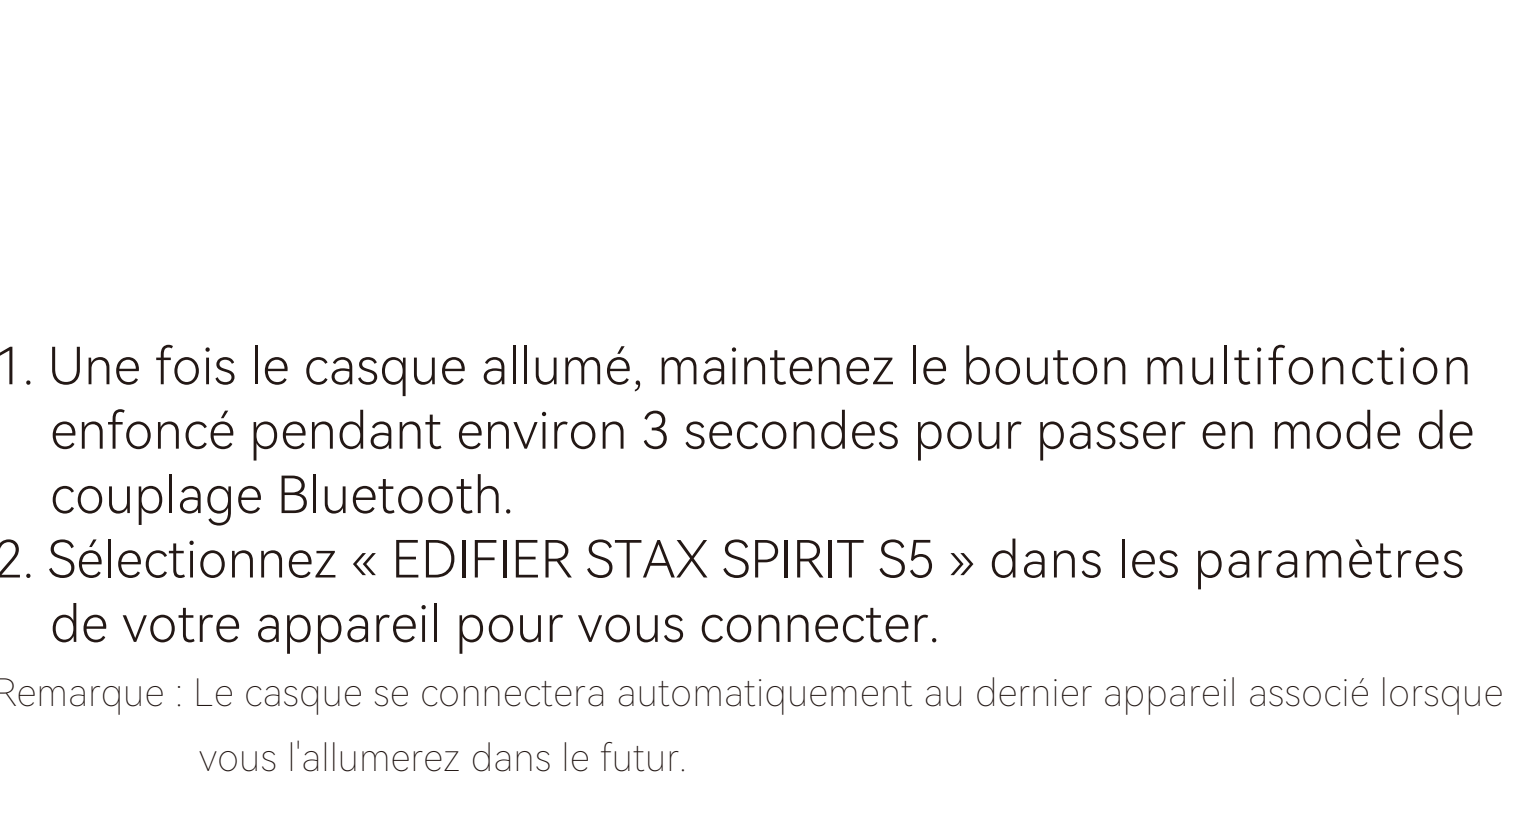 1. Une fois le casque allumé, maintenez le bouton multifonction
enfoncé pendant environ 3 secondes pour passer en mode de
couplage Bluetooth.
2. Sélectionnez « EDIFIER STAX SPIRIT S5 » dans les paramètres
de votre appareil pour vous connecter.
Remarque : Le casque se connectera automatiquement au dernier appareil associé lorsque
vous l'allumerez dans le futur.